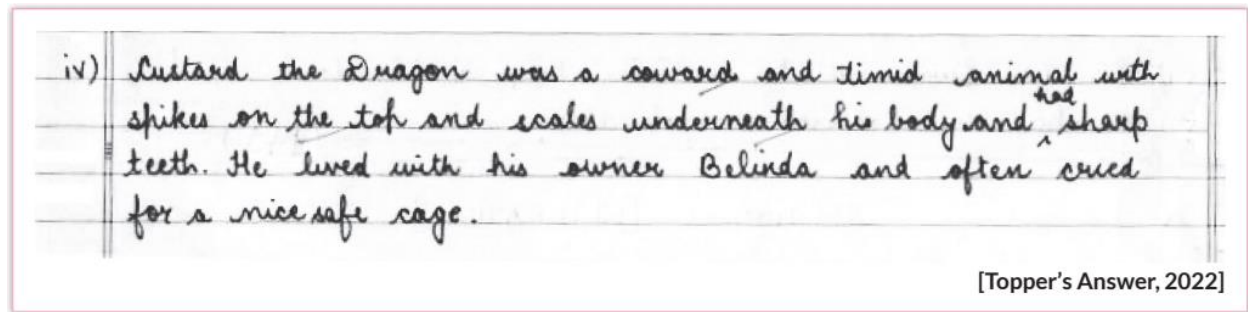 iv) Custard the Dragon was a coward and timid animal with
spikes on the top and scales underneath his body and had sharp
teeth. He lived with his owner Belinda and often cried
for a nice safe cage.
[Topper's Answer, 2022]